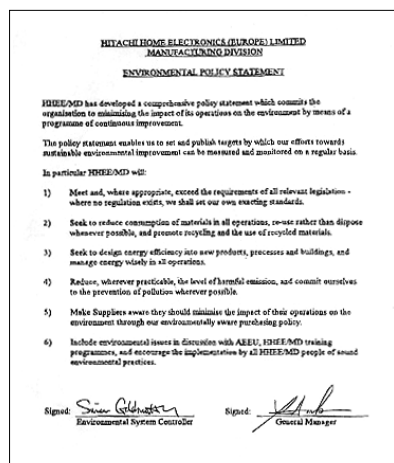 HITACHI HOME ELECTRONICS (EUROPE) LIMITED
MANUFACTURING DIVISION
ENVIRONMENTAL POLICY STATEMENT
HHEE/MD has developed a comprehensive policy statement which commits the
organisation to minimising the impact of its operations on the environment by means of a
programme of continuous improvement.
The policy statement enables us to set and publish targets by which our efforts towards
sustainable environmental improvement can be measured and monitored on a regular basis.
In particular HHEE/MD will:
1) Meet and, where appropriate, exceed the requirements of all relevant legislation -
where no regulation exists, we shall set our own exacting standards.
2) Seek to reduce consumption of materials in all operations, re-use rather than dispose
whenever possible, and promote recycling and the use of recycled materials.
3) Seek to design energy efficiency into new products, processes and buildings, and
manage energy wisely in all operations.
4) Reduce, wherever practicable, the level of harmful emission, and commit ourselves
to the prevention of pollution wherever possible.
5) Make Suppliers aware they should minimise the impact of their operations on the
environment through our environmentally aware purchasing policy.
6) Include environmental issues in discussion with AEEU, HHEE/MD training
programmes, and encourage the implementation by all HHEE/MD people of sound
environmental practices.
Signed: Signed:
Environmental System Controller General Manager